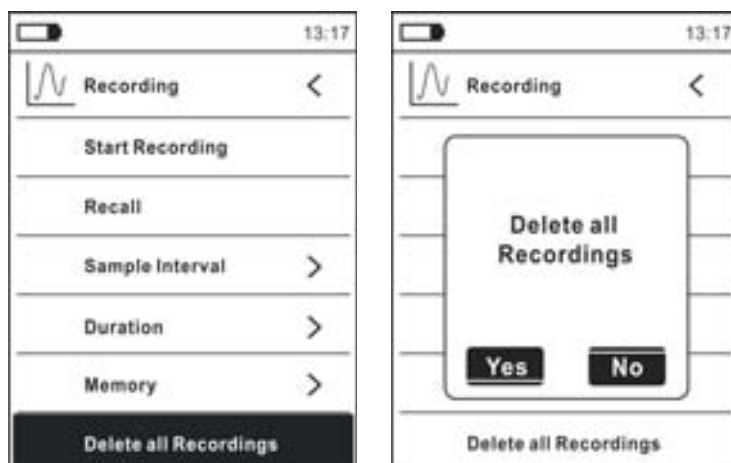 13:17
Recording
Start Recording
Recall
Sample Interval
Duration
Memory
Delete all Recordings
13:17
Recording
Delete all
Recordings
Yes No
Delete all Recordings